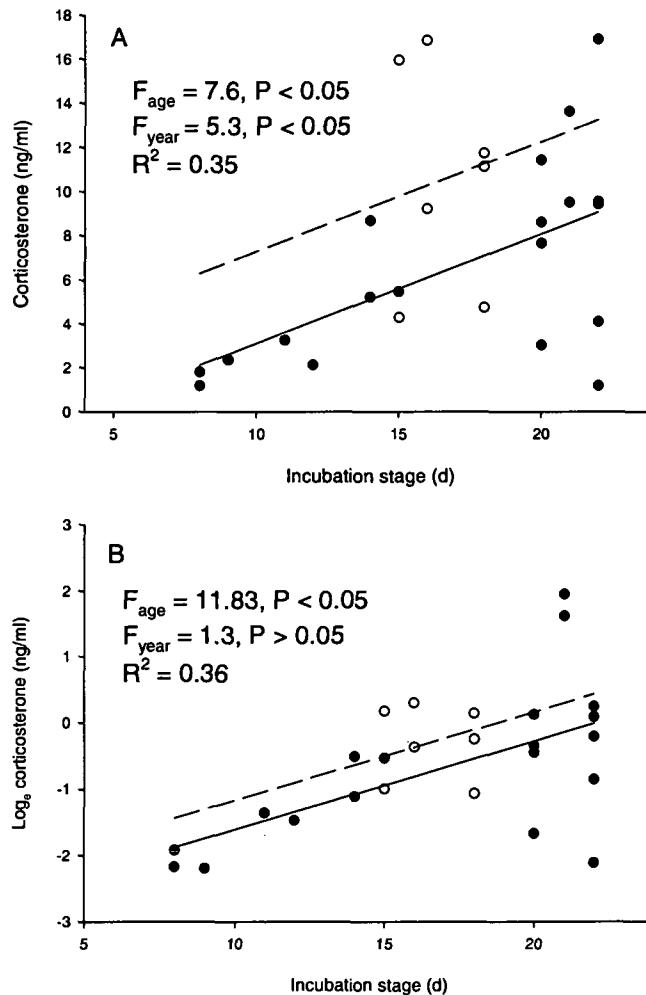 A
F_age = 7.6, P < 0.05
F_year = 5.3, P < 0.05
R² = 0.35
Corticosterone (ng/ml)
18
16
14
12
10
8
6
4
2
0
5 10 15 20
Incubation stage (d)
B
F_age = 11.83, P < 0.05
F_year = 1.3, P > 0.05
R² = 0.36
Log_e corticosterone (ng/ml)
3
2
1
0
-1
-2
-3
5 10 15 20
Incubation stage (d)